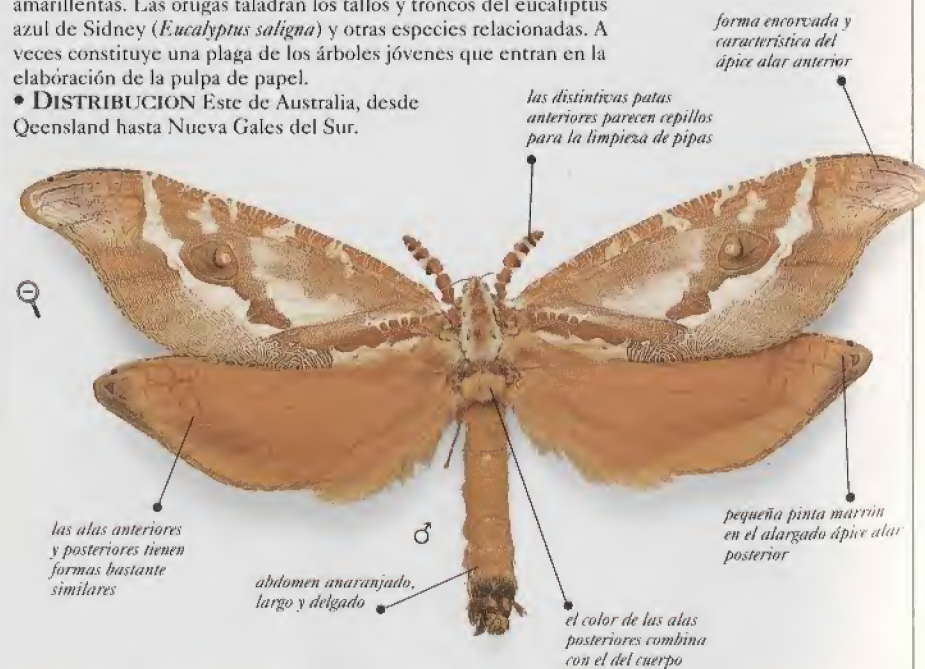 amarillentas. Las orugas taladran los tallos y troncos del eucaliptus
azul de Sidney (Eucalyptus saligna) y otras especies relacionadas. A
veces constituye una plaga de los árboles jóvenes que entran en la
elaboración de la pulpa de papel.
• DISTRIBUCION Este de Australia, desde
Qeensland hasta Nueva Gales del Sur.
forma encorvada y
característica del
ápice alar anterior
las distintivas patas
anteriores parecen cepillos
para la limpieza de pipas
las alas anteriores
y posteriores tienen
formas bastante
similares
♂
abdomen anaranjado,
largo y delgado
el color de las alas
posteriores combina
con el del cuerpo
pequeña pinta marrón
en el alargado ápice alar
posterior